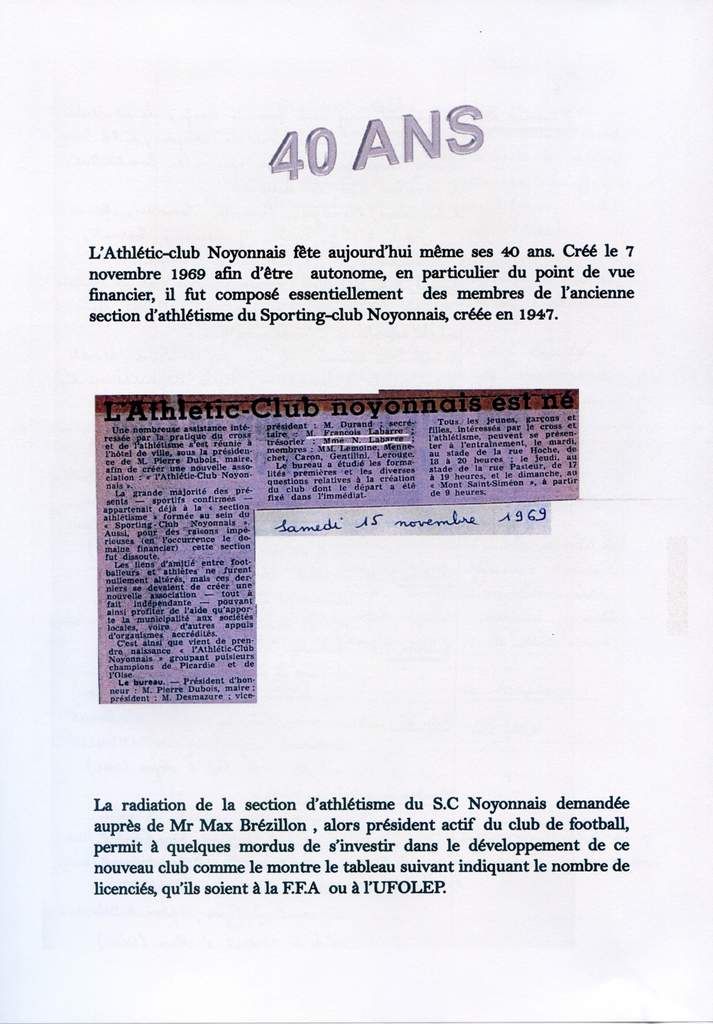 40 ANS
L'Athlétic-club Noyonnais fête aujourd'hui même ses 40 ans. Créé le 7
novembre 1969 afin d'être autonome, en particulier du point de vue
financier, il fut composé essentiellement des membres de l'ancienne
section d'athlétisme du Sporting-club Noyonnais, créée en 1947.
L'Athletic-Club noyonnais est né
Une nombreuse assistance inté-
ressée par la pratique du cross
et de l'athlétisme s'est réunie à
l'hôtel de ville, sous la présiden-
ce de M. Pierre Dubois, maire,
afin de créer une nouvelle asso-
ciation : « l'Athlétic-Club Noyon-
nais ».
La grande majorité des pré-
sents — sportifs confirmés —
appartenait déjà à la « section
athlétisme » formée au sein du
« Sporting-Club Noyonnais ».
Aussi, pour des raisons impé-
rieuses (en l'occurrence le do-
maine financier) cette section
fut dissoute.
Les liens d'amitié entre foot-
balleurs et athlètes ne furent
nullement altérés, mais ces der-
niers se devaient de créer une
nouvelle association — tout à
fait indépendante — pouvant
ainsi profiter de l'aide qu'appor-
te la municipalité aux sociétés
locales, voire d'autres appuis
d'organismes accrédités.
C'est ainsi que vient de pren-
dre naissance « l'Athlétic-Club
Noyonnais » groupant plusieurs
champions de Picardie et de
l'Oise
Le bureau. — Président d'hon-
neur : M. Pierre Dubois, maire ;
président : M. Desmazure ; vice-
président : M. Durand ; secré-
taire : M. François Labarre ;
trésorier : Mme N. Labarre ;
membres : MM. Lemoine, Menne-
chet, Caron, Gentilini, Lerouge.
Le bureau a étudié les forma-
lités premières et les diverses
questions relatives à la création
du club dont le départ a été
fixé dans l'immédiat.
Tous les jeunes, garçons et
filles, intéressés par le cross et
l'athlétisme, peuvent se présen-
ter à l'entraînement, le mardi,
au stade de la rue Hoche, de
18 à 20 heures ; le jeudi, au
stade de la rue Pasteur, de 17
à 19 heures, et le dimanche, au
« Mont Saint-Siméon », à partir
de 9 heures.
Samedi 15 novembre 1969
La radiation de la section d'athlétisme du S.C Noyonnais demandée
auprès de Mr Max Brézillon , alors président actif du club de football,
permit à quelques mordus de s'investir dans le développement de ce
nouveau club comme le montre le tableau suivant indiquant le nombre de
licenciés, qu'ils soient à la F.F.A ou à l'UFOLEP.